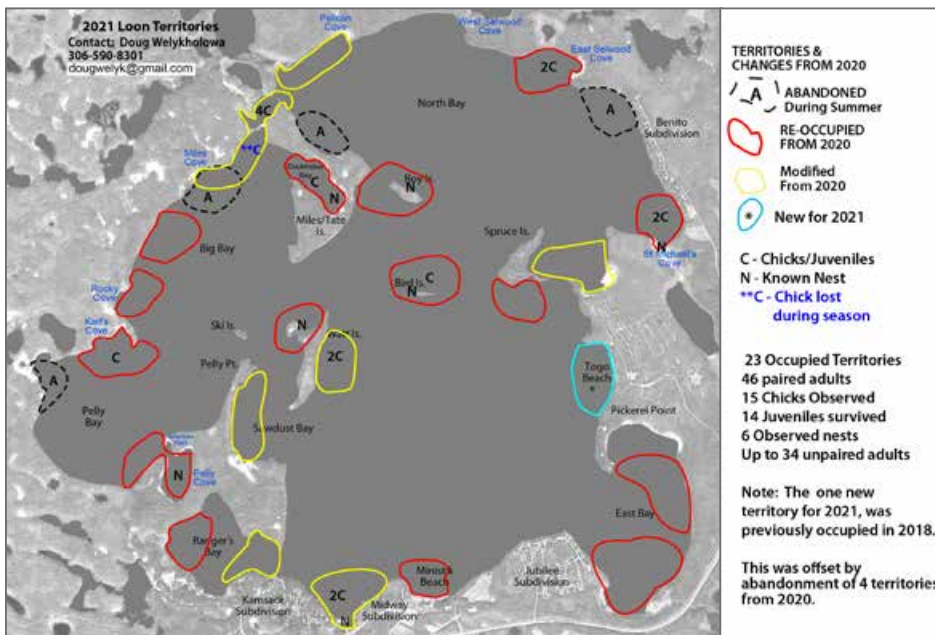 2021 Loon Territories
Contact; Doug Welykholowa
306-590-8301
dougwelyk@gmail.com
Pelican
Cove
West Selwood
Cove
East Selwood
Cove
2C
North Bay
4C
A
A
Benito
Subdivision
Miles
Cove
**C
A
C
N
Miles/Tate
Is.
Roy Is.
N
2C
N
St Michael's
Cove
Spruce Is.
Big Bay
Bird Is.
C
N
Rocky
Cove
Karl's
Cove
C
Ski Is.
N
2C
Pelly Pt.
A
Togo
Beach
*
Pelly
Bay
Sawdust Bay
Pickerel Point
N
Pelly
Cove
East Bay
Ranger's
Bay
Kamsack
Subdivision
2C
N
Midway
Subdivision
Beach
Jubilee
Subdivision
TERRITORIES &
CHANGES FROM 2020
A
ABANDONED
During Summer
RE-OCCUPIED
FROM 2020
Modified
From 2020
*
New for 2021
C - Chicks/Juveniles
N - Known Nest
**C - Chick lost
during season
23 Occupied Territories
46 paired adults
15 Chicks Observed
14 Juveniles survived
6 Observed nests
Up to 34 unpaired adults
Note: The one new
territory for 2021, was
previously occupied in 2018.
This was offset by
abandonment of 4 territories
from 2020.